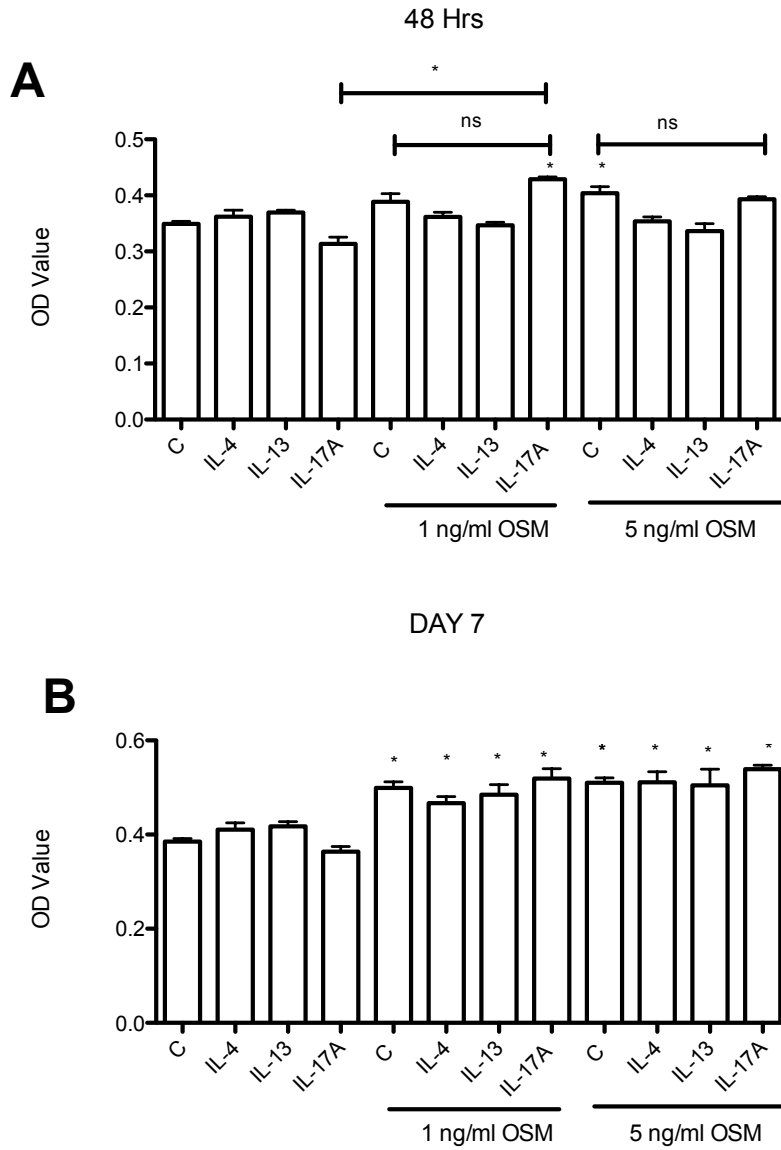 48 Hrs
A
*
ns
ns
*
*
0.5
0.4
0.3
0.2
0.1
0.0
OD Value
C
IL-4
IL-13
IL-17A
C
IL-4
IL-13
IL-17A
C
IL-4
IL-13
IL-17A
1 ng/ml OSM
5 ng/ml OSM
DAY 7
B
0.6
0.4
0.2
0.0
OD Value
* * * * * * * *
C
IL-4
IL-13
IL-17A
C
IL-4
IL-13
IL-17A
C
IL-4
IL-13
IL-17A
1 ng/ml OSM
5 ng/ml OSM